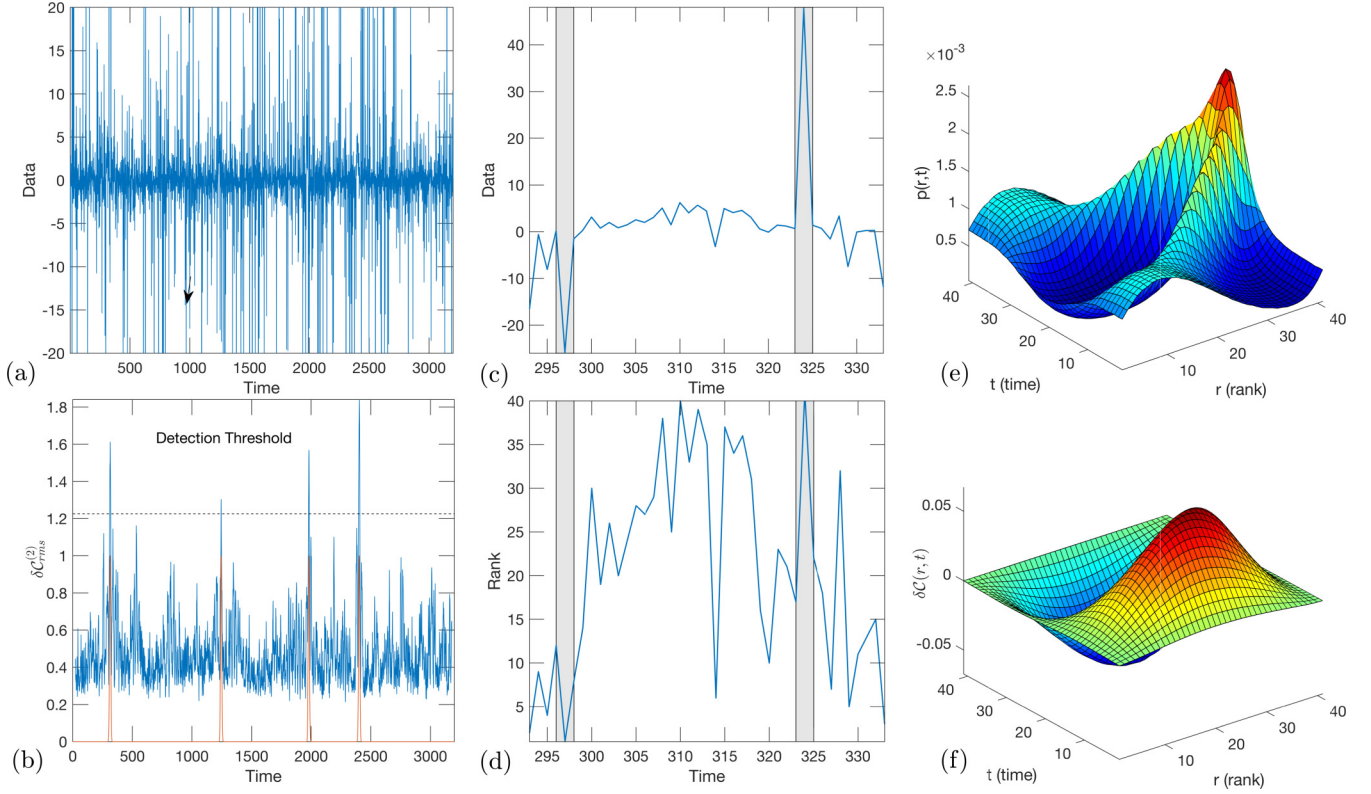 20
15
10
5
0
-5
-10
-15
-20
Data
500 1000 1500 2000 2500 3000
Time
(a)
1.8
1.6
1.4
1.2
1
0.8
0.6
0.4
0.2
0
δC_{rms}^{(2)}
Detection Threshold
0 500 1000 1500 2000 2500 3000
Time
(b)
40
30
20
10
0
-10
-20
Data
295 300 305 310 315 320 325 330
Time
(c)
40
35
30
25
20
15
10
5
1
Rank
295 300 305 310 315 320 325 330
Time
(d)
×10⁻³
2.5
2
1.5
1
0.5
p(r,t)
40
30
20
10
t (time)
10
20
30
40
r (rank)
(e)
0.05
0
-0.05
δC(r, t)
40
30
20
10
t (time)
10
20
30
40
r (rank)
(f)